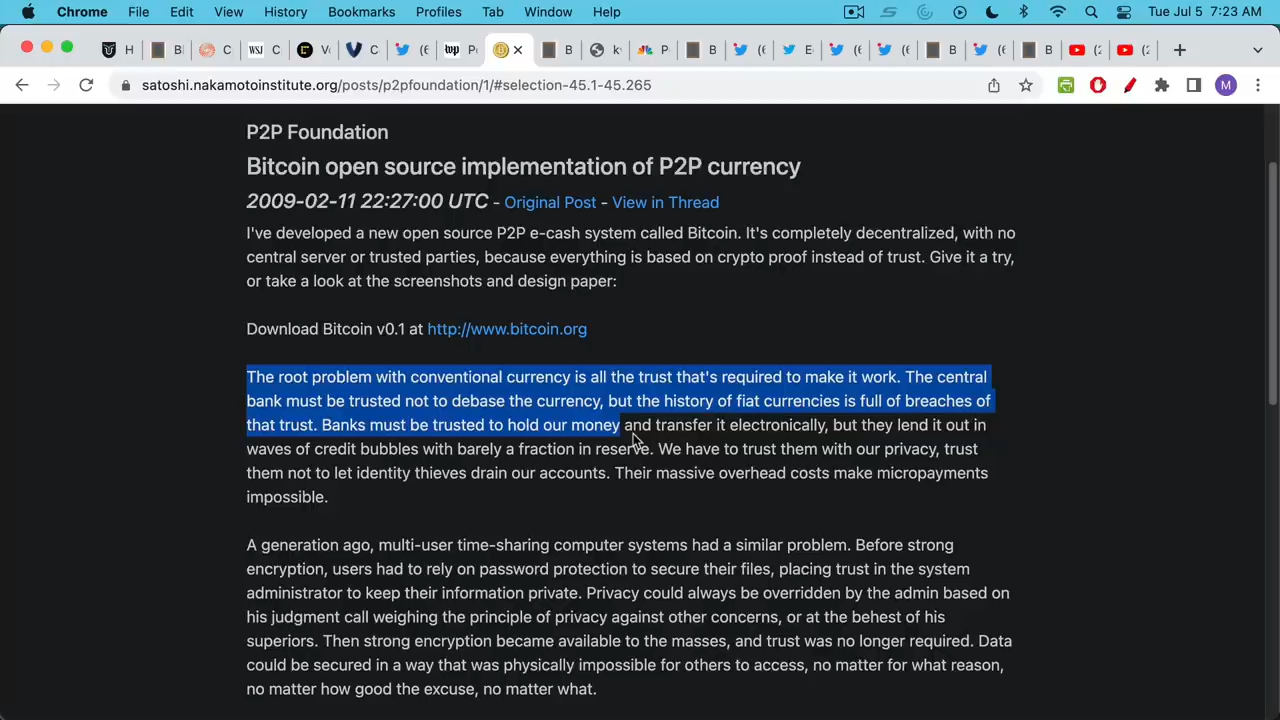 Chrome File Edit View History Bookmarks Profiles Tab Window Help Tue Jul 5 7:23 AM
H B C WSJ C V C (6 wp P B k P B (6 E (6 (6 B (6 B (2 (2
satoshi.nakamotoinstitute.org/posts/p2pfoundation/1/#selection-45.1-45.265 M
P2P Foundation
Bitcoin open source implementation of P2P currency
2009-02-11 22:27:00 UTC - Original Post - View in Thread
I've developed a new open source P2P e-cash system called Bitcoin. It's completely decentralized, with no
central server or trusted parties, because everything is based on crypto proof instead of trust. Give it a try,
or take a look at the screenshots and design paper:
Download Bitcoin v0.1 at http://www.bitcoin.org
The root problem with conventional currency is all the trust that's required to make it work. The central
bank must be trusted not to debase the currency, but the history of fiat currencies is full of breaches of
that trust. Banks must be trusted to hold our money and transfer it electronically, but they lend it out in
waves of credit bubbles with barely a fraction in reserve. We have to trust them with our privacy, trust
them not to let identity thieves drain our accounts. Their massive overhead costs make micropayments
impossible.
A generation ago, multi-user time-sharing computer systems had a similar problem. Before strong
encryption, users had to rely on password protection to secure their files, placing trust in the system
administrator to keep their information private. Privacy could always be overridden by the admin based on
his judgment call weighing the principle of privacy against other concerns, or at the behest of his
superiors. Then strong encryption became available to the masses, and trust was no longer required. Data
could be secured in a way that was physically impossible for others to access, no matter for what reason,
no matter how good the excuse, no matter what.